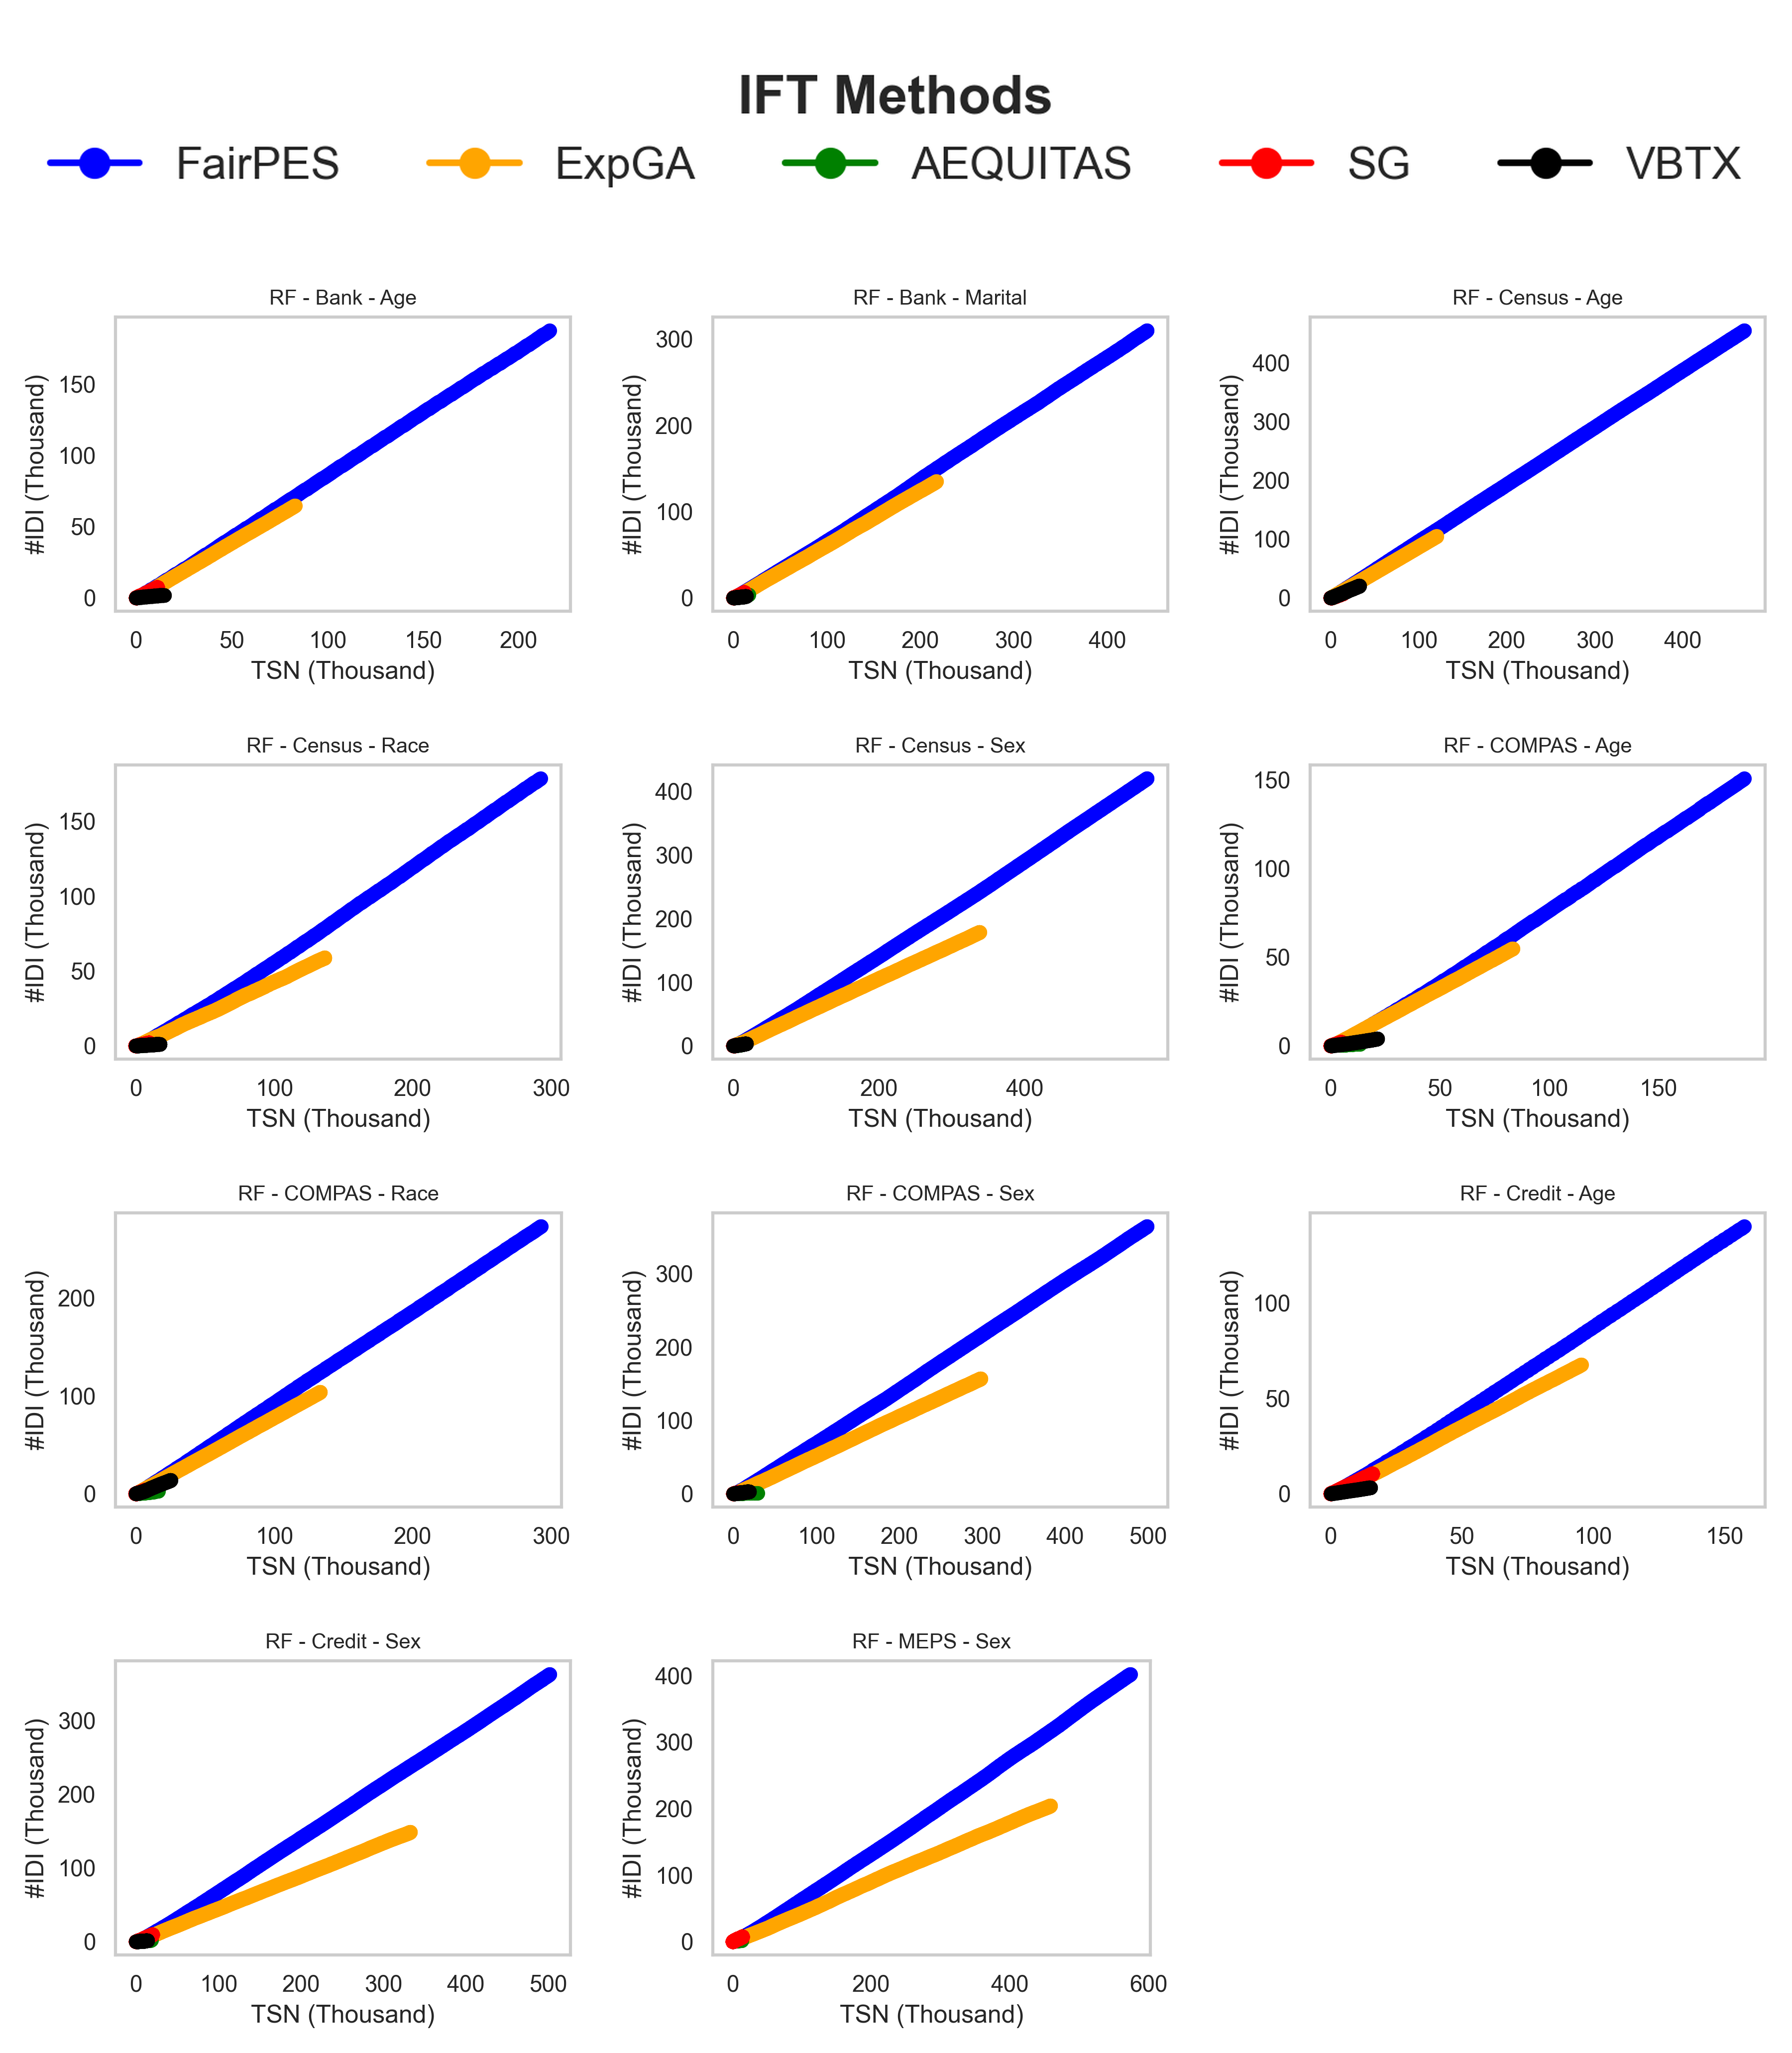 IFT Methods
FairPES ExpGA AEQUITAS SG VBTX
RF - Bank - Age
#IDI (Thousand)
150
100
50
0
0 50 100 150 200
TSN (Thousand)
RF - Bank - Marital
#IDI (Thousand)
300
200
100
0
0 100 200 300 400
TSN (Thousand)
RF - Census - Age
#IDI (Thousand)
400
300
200
100
0
0 100 200 300 400
TSN (Thousand)
RF - Census - Race
#IDI (Thousand)
150
100
50
0
0 100 200 300
TSN (Thousand)
RF - Census - Sex
#IDI (Thousand)
400
300
200
100
0
0 200 400
TSN (Thousand)
RF - COMPAS - Age
#IDI (Thousand)
150
100
50
0
0 50 100 150
TSN (Thousand)
RF - COMPAS - Race
#IDI (Thousand)
200
100
0
0 100 200 300
TSN (Thousand)
RF - COMPAS - Sex
#IDI (Thousand)
300
200
100
0
0 100 200 300 400 500
TSN (Thousand)
RF - Credit - Age
#IDI (Thousand)
100
50
0
0 50 100 150
TSN (Thousand)
RF - Credit - Sex
#IDI (Thousand)
300
200
100
0
0 100 200 300 400 500
TSN (Thousand)
RF - MEPS - Sex
#IDI (Thousand)
400
300
200
100
0
0 200 400 600
TSN (Thousand)